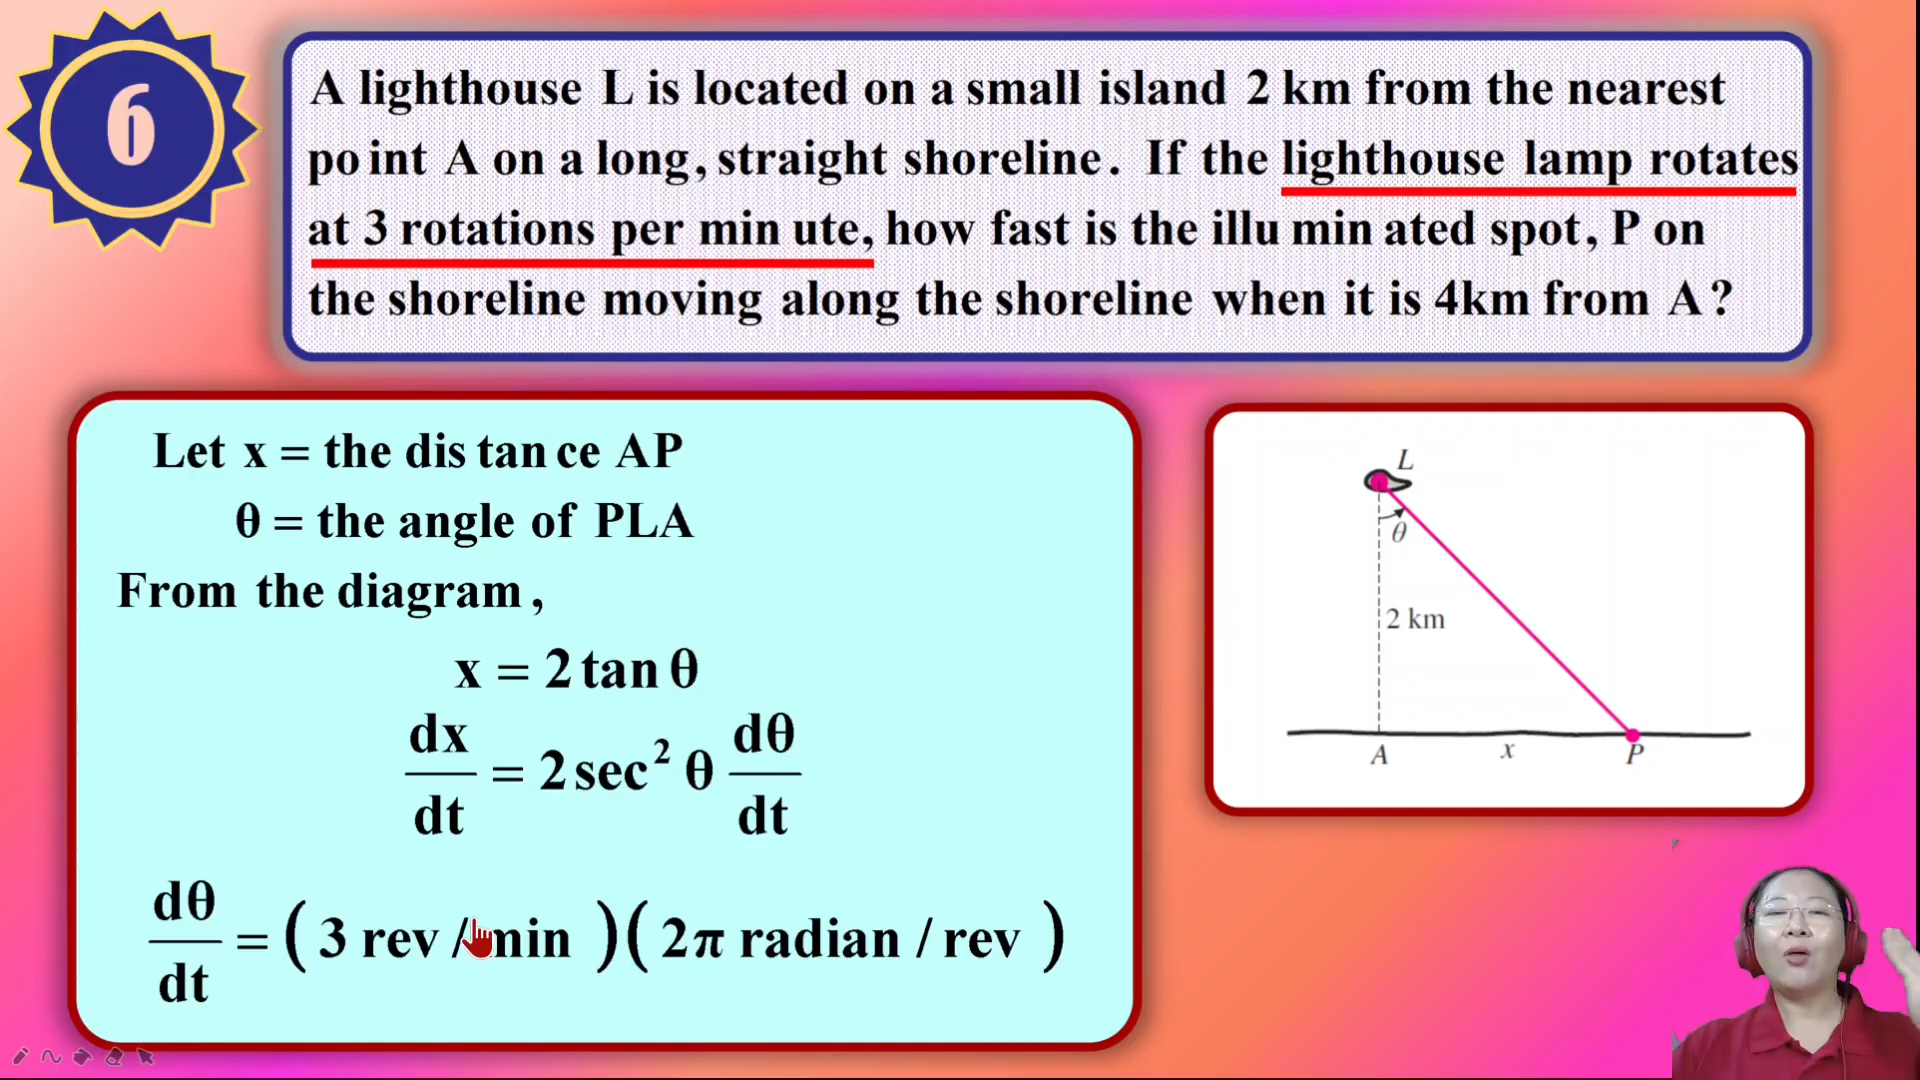 6
A lighthouse L is located on a small island 2 km from the nearest
po int A on a long, straight shoreline. If the lighthouse lamp rotates
at 3 rotations per min ute, how fast is the illu min ated spot, P on
the shoreline moving along the shoreline when it is 4km from A?
Let x = the dis tan ce AP
θ = the angle of PLA
From the diagram,
x = 2 tan θ
dx/dt = 2 sec² θ dθ/dt
dθ/dt = (3 rev / min )(2π radian / rev )
L
θ
2 km
A x P